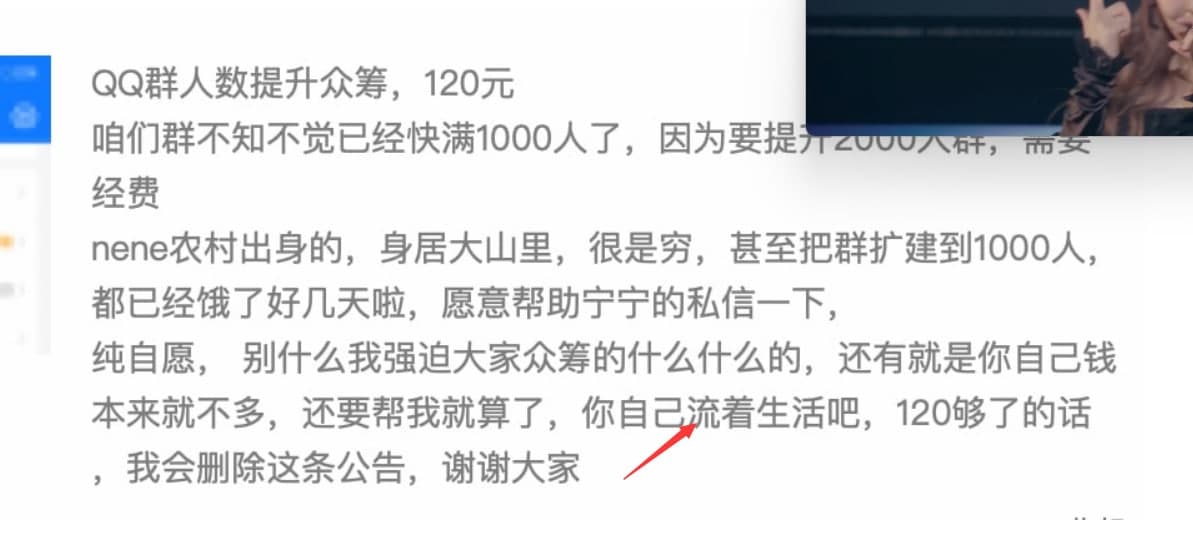 QQ群人数提升众筹，120元
咱们群不知不觉已经快满1000人了，因为要提升2000人群，需要
经费
nene农村出身的，身居大山里，很是穷，甚至把群扩建到1000人，
都已经饿了好几天啦，愿意帮助宁宁的私信一下，
纯自愿， 别什么我强迫大家众筹的什么什么的，还有就是你自己钱
本来就不多，还要帮我就算了，你自己流着生活吧，120够了的话
，我会删除这条公告，谢谢大家